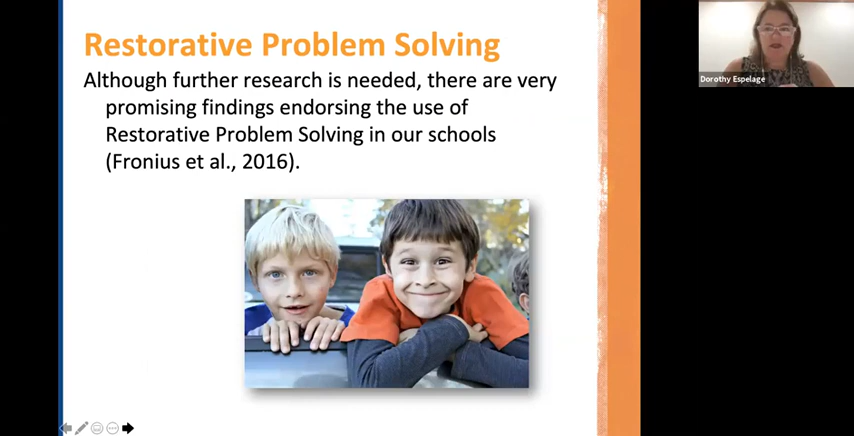 Restorative Problem Solving
Although further research is needed, there are very
promising findings endorsing the use of
Restorative Problem Solving in our schools
(Fronius et al., 2016).
Dorothy Espelage